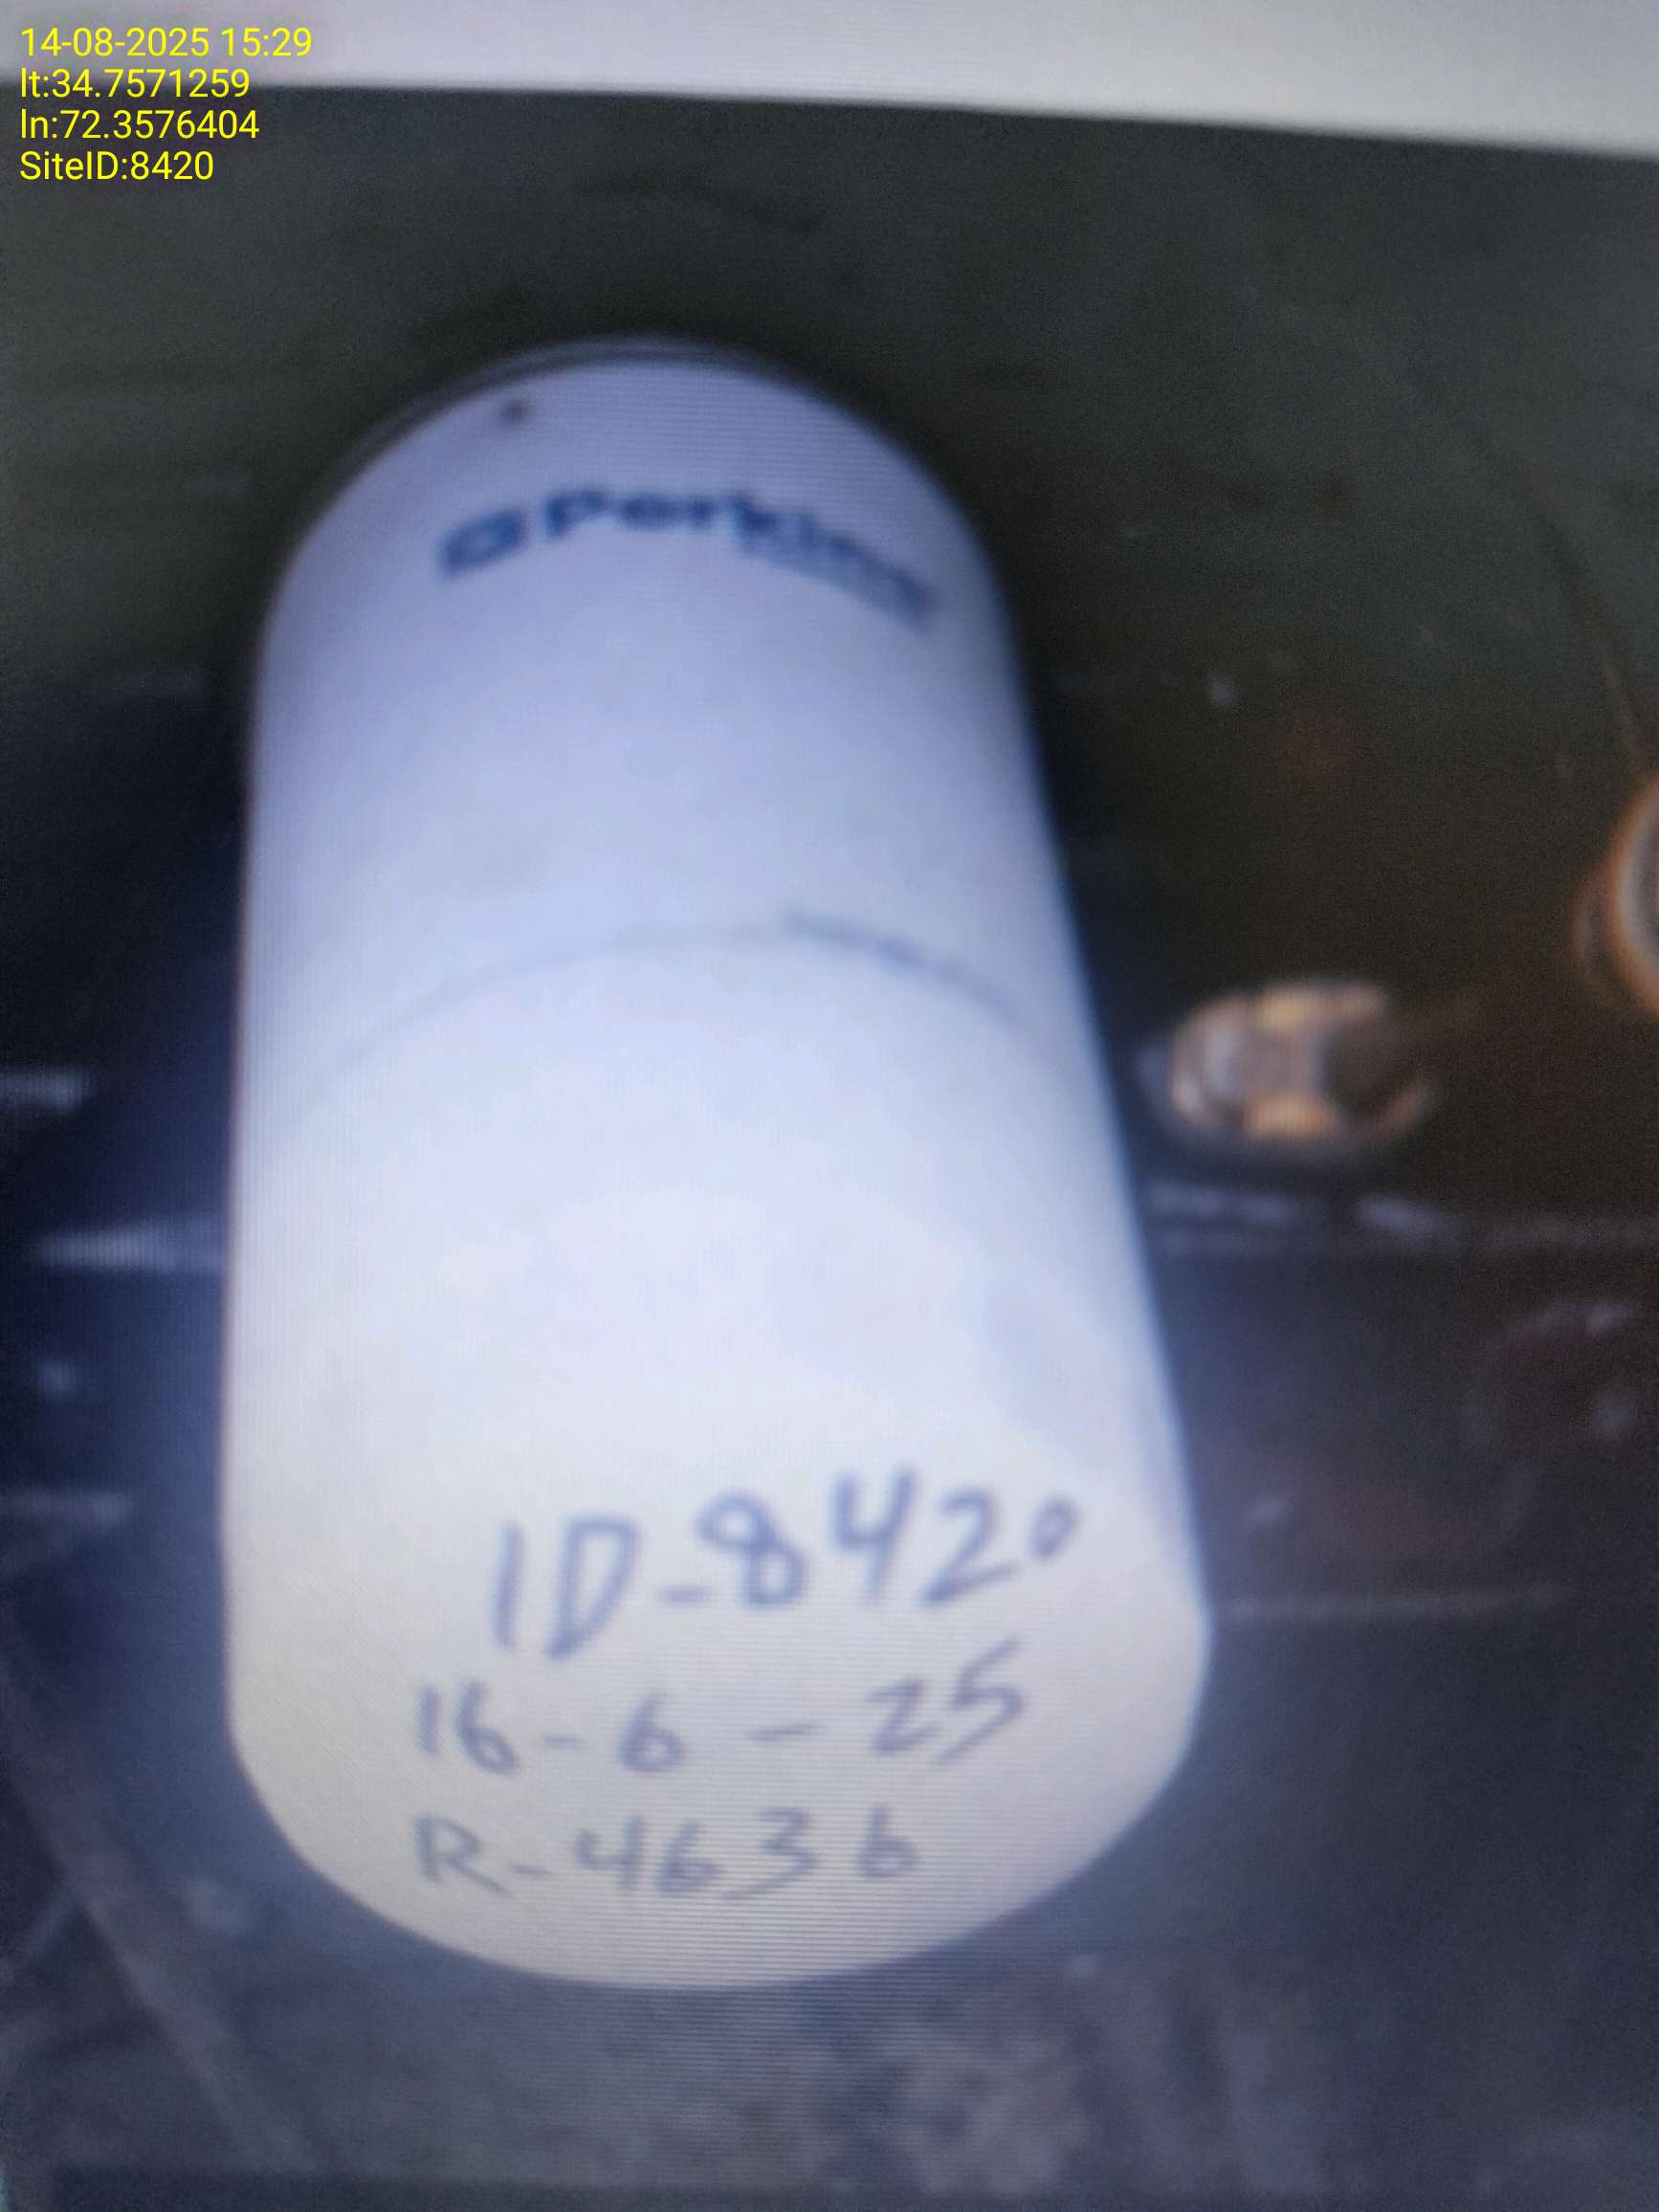 14-08-2025 15:29
lt:34.7571259
ln:72.3576404
SiteID:8420
Perkins
ID-8420
16-6-25
R-4636